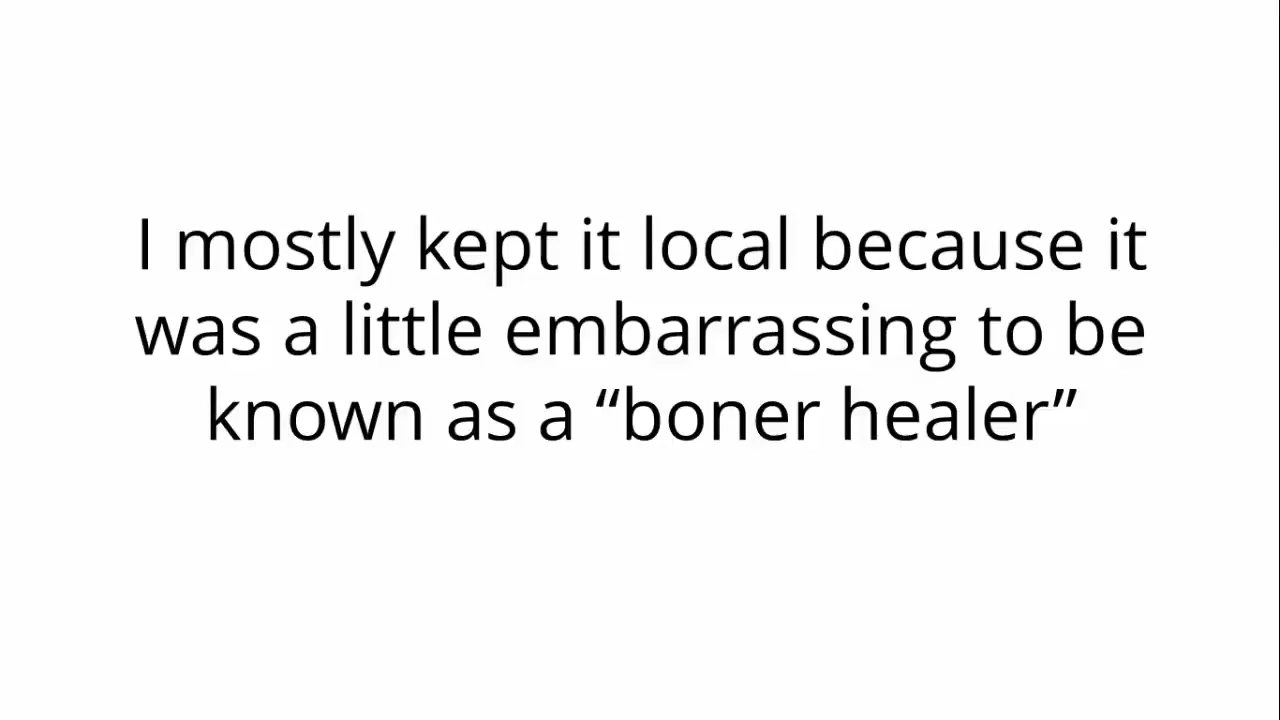 I mostly kept it local because it
was a little embarrassing to be
known as a “boner healer”